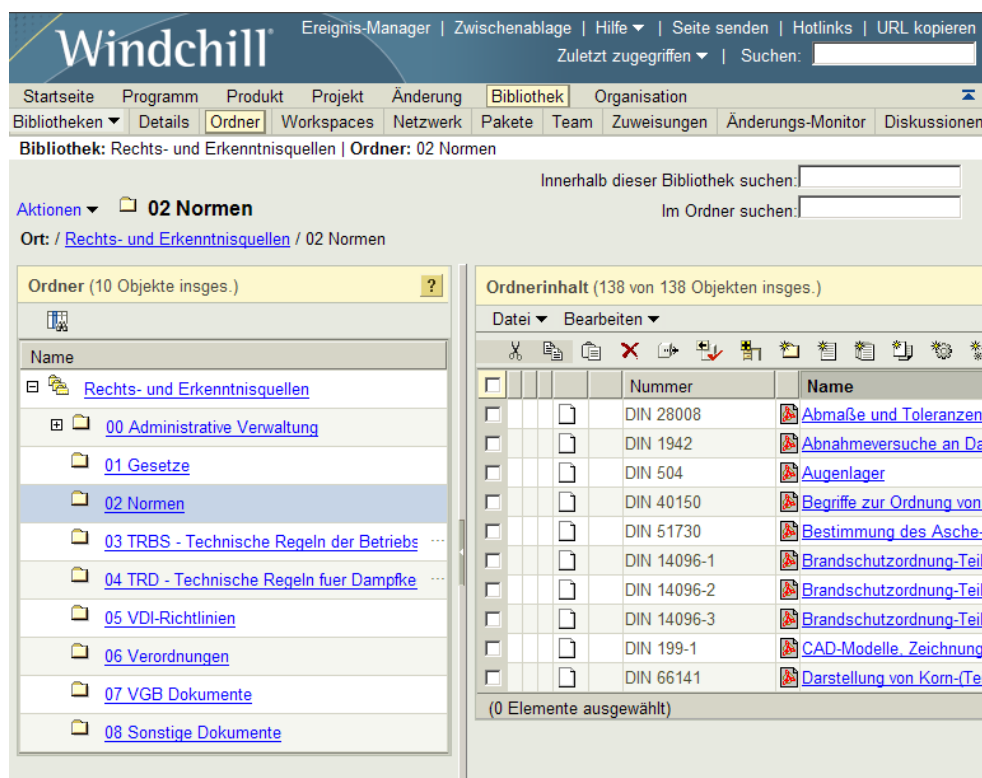 Windchill
Ereignis-Manager | Zwischenablage | Hilfe | Seite senden | Hotlinks | URL kopieren
Zuletzt zugegriffen | Suchen:
Startseite Programm Produkt Projekt Änderung Bibliothek Organisation
Bibliotheken Details Ordner Workspaces Netzwerk Pakete Team Zuweisungen Änderungs-Monitor Diskussionen
Bibliothek: Rechts- und Erkenntnisquellen | Ordner: 02 Normen
Innerhalb dieser Bibliothek suchen:
Aktionen 02 Normen
Im Ordner suchen:
Ort: / Rechts- und Erkenntnisquellen / 02 Normen
Ordner (10 Objekte insges.) ?
Name
Rechts- und Erkenntnisquellen
00 Administrative Verwaltung
01 Gesetze
02 Normen
03 TRBS - Technische Regeln der Betriebs ...
04 TRD - Technische Regeln fuer Dampfke ...
05 VDI-Richtlinien
06 Verordnungen
07 VGB Dokumente
08 Sonstige Dokumente
Ordnerinhalt (138 von 138 Objekten insges.)
Datei Bearbeiten
Nummer Name
DIN 28008 Abmaße und Toleranzen
DIN 1942 Abnahmeversuche an Da
DIN 504 Augenlager
DIN 40150 Begriffe zur Ordnung von
DIN 51730 Bestimmung des Asche-
DIN 14096-1 Brandschutzordnung-Teil
DIN 14096-2 Brandschutzordnung-Teil
DIN 14096-3 Brandschutzordnung-Teil
DIN 199-1 CAD-Modelle, Zeichnung
DIN 66141 Darstellung von Korn-(Te
(0 Elemente ausgewählt)